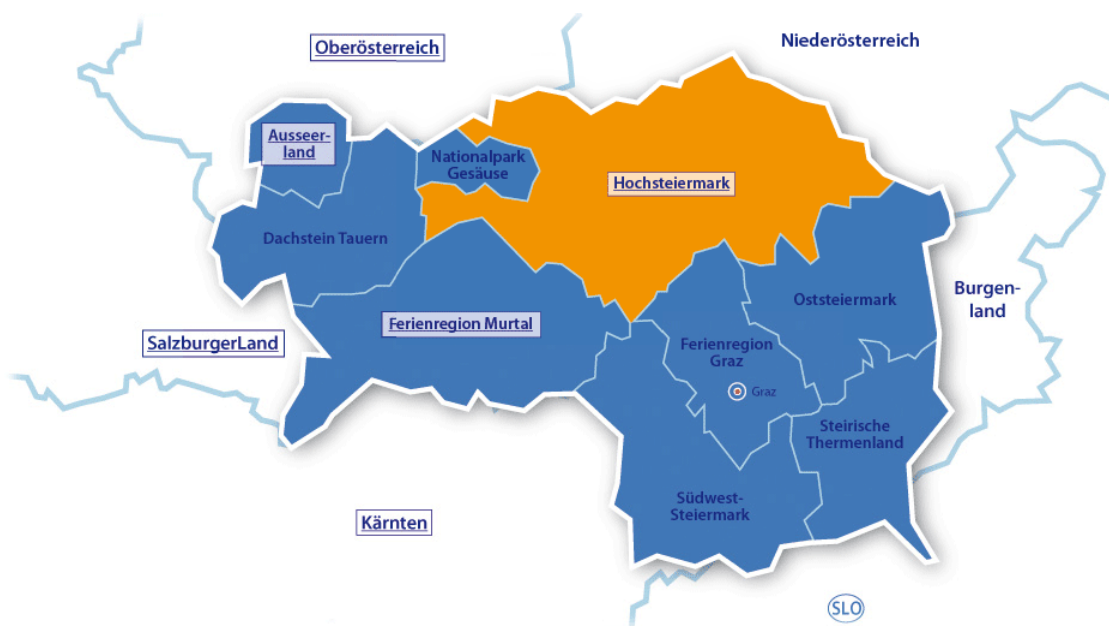 Oberösterreich
Niederösterreich
Ausseer-
land
Nationalpark
Gesäuse
Hochsteiermark
Dachstein Tauern
Burgen-
land
Oststeiermark
Ferienregion Murtal
SalzburgerLand
Ferienregion
Graz
Graz
Steirische
Thermenland
Südwest-
Steiermark
Kärnten
SLO